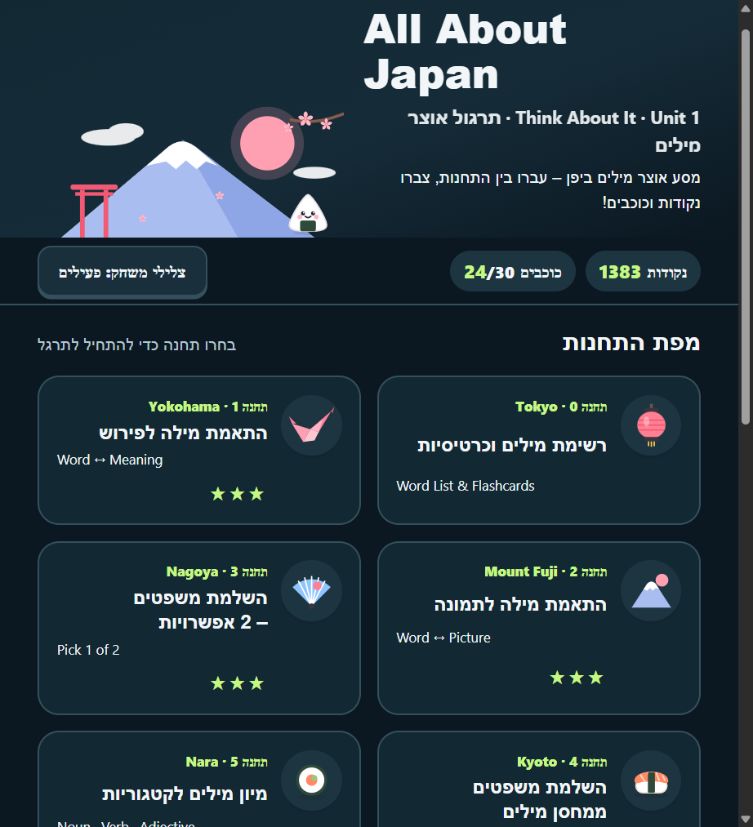 All About
Japan
Think About It · Unit 1 · תרגול אוצר
מילים
מסע אוצר מילים ביפן – עברו בין התחנות, צברו
נקודות וכוכבים!
נקודות 1383
כוכבים 24/30
צלילי משחק: פעילים
מפת התחנות
בחרו תחנה כדי להתחיל לתרגל
תחנה 0 · Tokyo
רשימת מילים וכרטיסיות
Word List & Flashcards
תחנה 1 · Yokohama
התאמת מילה לפירוש
Word ↔ Meaning
★★★
תחנה 2 · Mount Fuji
התאמת מילה לתמונה
Word ↔ Picture
★★★
תחנה 3 · Nagoya
השלמת משפטים
– 2 אפשרויות
Pick 1 of 2
★★★
תחנה 4 · Kyoto
השלמת משפטים
ממחסן מילים
תחנה 5 · Nara
מיון מילים לקטגוריות